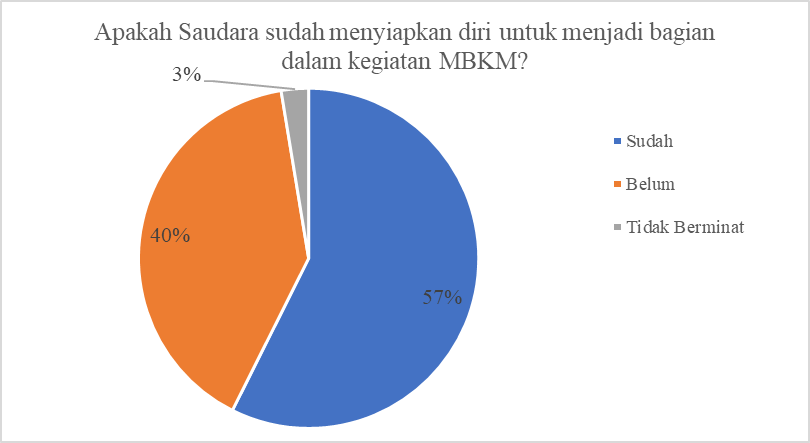 Apakah Saudara sudah menyiapkan diri untuk menjadi bagian
dalam kegiatan MBKM?
3%
40%
57%
Sudah
Belum
Tidak Berminat